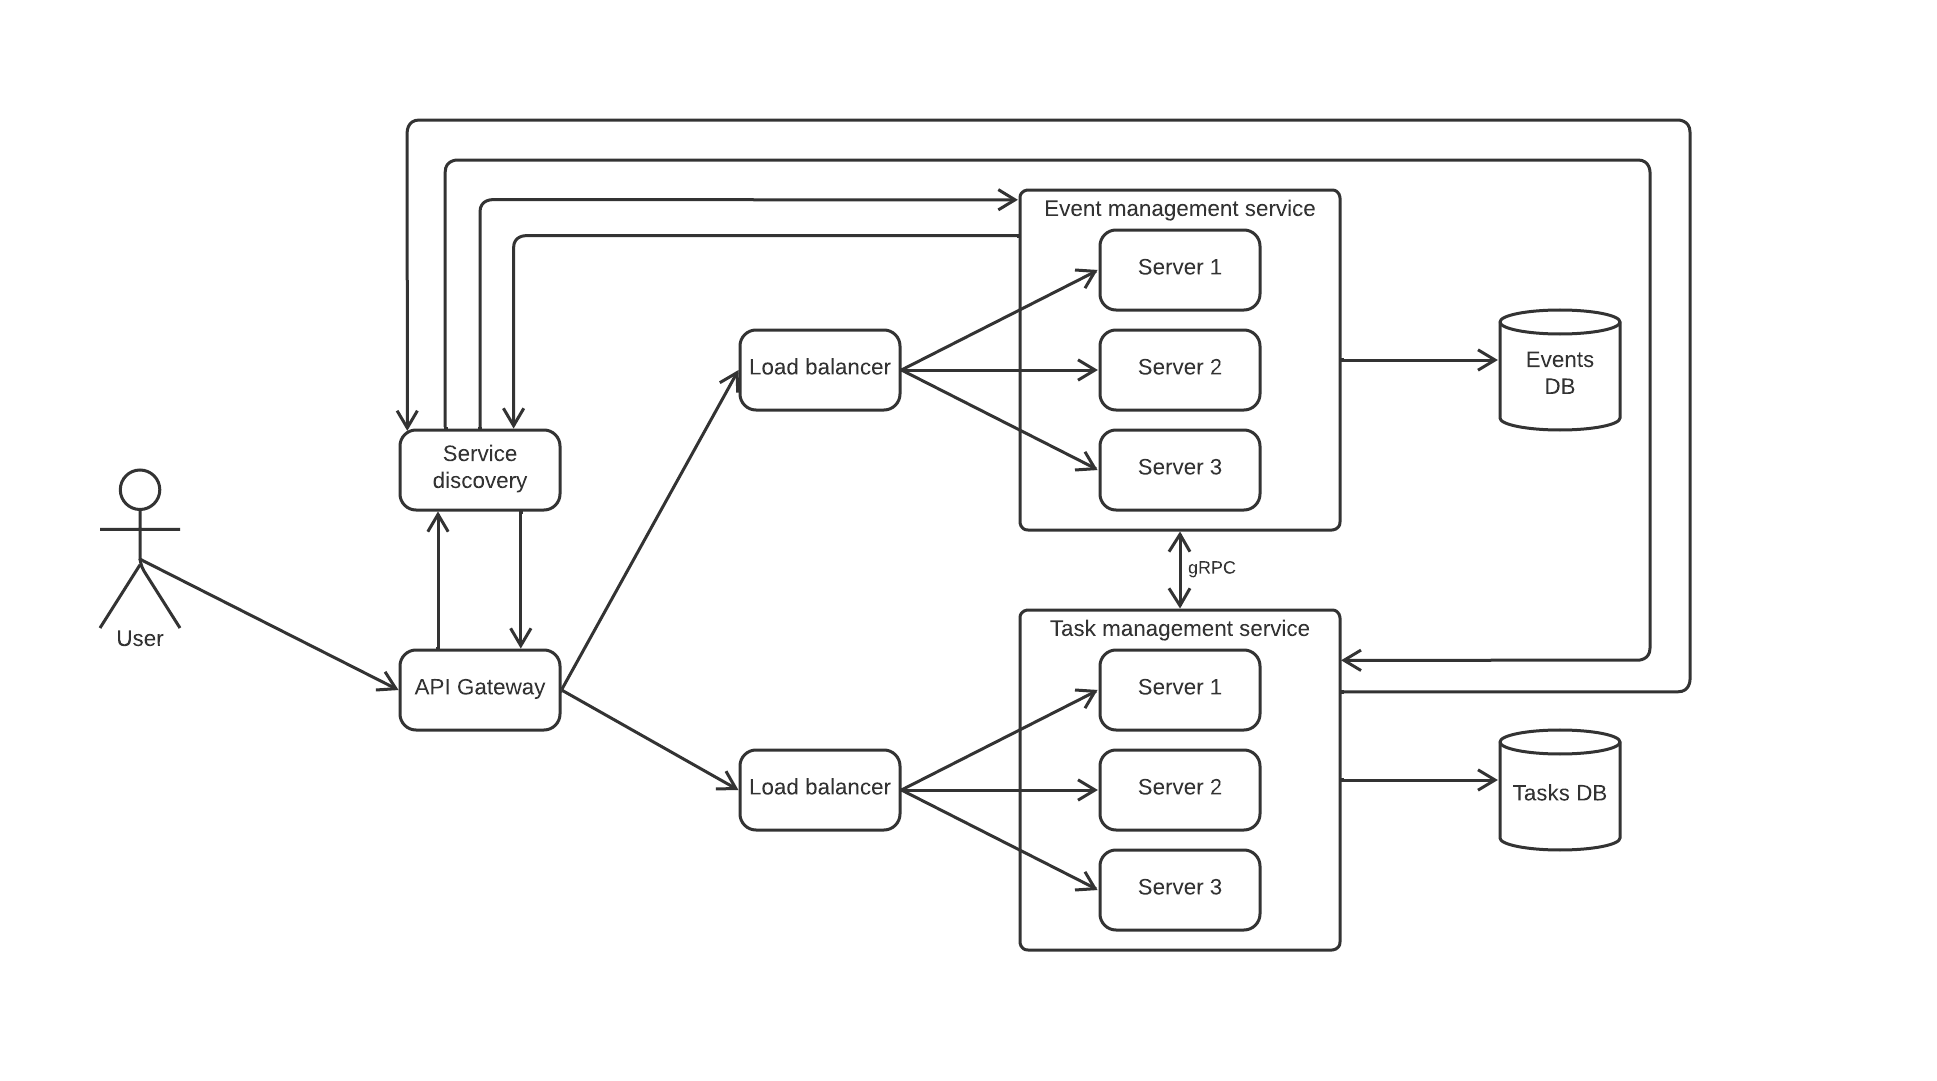 Event management service
Server 1
Server 2
Server 3
Load balancer
Events
DB
Service
discovery
gRPC
User
API Gateway
Task management service
Server 1
Server 2
Server 3
Load balancer
Tasks DB